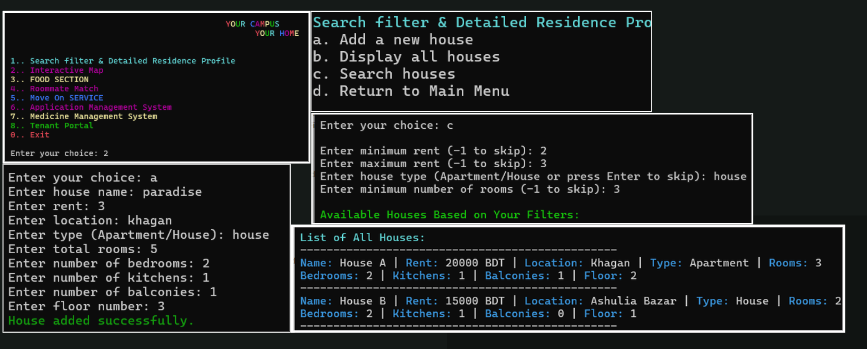 YOUR CAMPUS
YOUR HOME
1.. Search filter & Detailed Residence Profile
2.. Interactive Map
3.. FOOD SECTION
4.. Roommate Match
5.. Move On SERVICE
6.. Application Management System
7.. Medicine Management System
8.. Tenant Portal
0.. Exit
Enter your choice: 2
Search filter & Detailed Residence Pro
a. Add a new house
b. Display all houses
c. Search houses
d. Return to Main Menu
Enter your choice: c
Enter minimum rent (-1 to skip): 2
Enter maximum rent (-1 to skip): 3
Enter house type (Apartment/House or press Enter to skip): house
Enter minimum number of rooms (-1 to skip): 3
Available Houses Based on Your Filters:
Enter your choice: a
Enter house name: paradise
Enter rent: 3
Enter location: khagan
Enter type (Apartment/House): house
Enter total rooms: 5
Enter number of bedrooms: 2
Enter number of kitchens: 1
Enter number of balconies: 1
Enter floor number: 3
House added successfully.
List of All Houses:
--------------------------------------------------
Name: House A | Rent: 20000 BDT | Location: Khagan | Type: Apartment | Rooms: 3
Bedrooms: 2 | Kitchens: 1 | Balconies: 1 | Floor: 2
--------------------------------------------------
Name: House B | Rent: 15000 BDT | Location: Ashulia Bazar | Type: House | Rooms: 2
Bedrooms: 2 | Kitchens: 1 | Balconies: 0 | Floor: 1
--------------------------------------------------